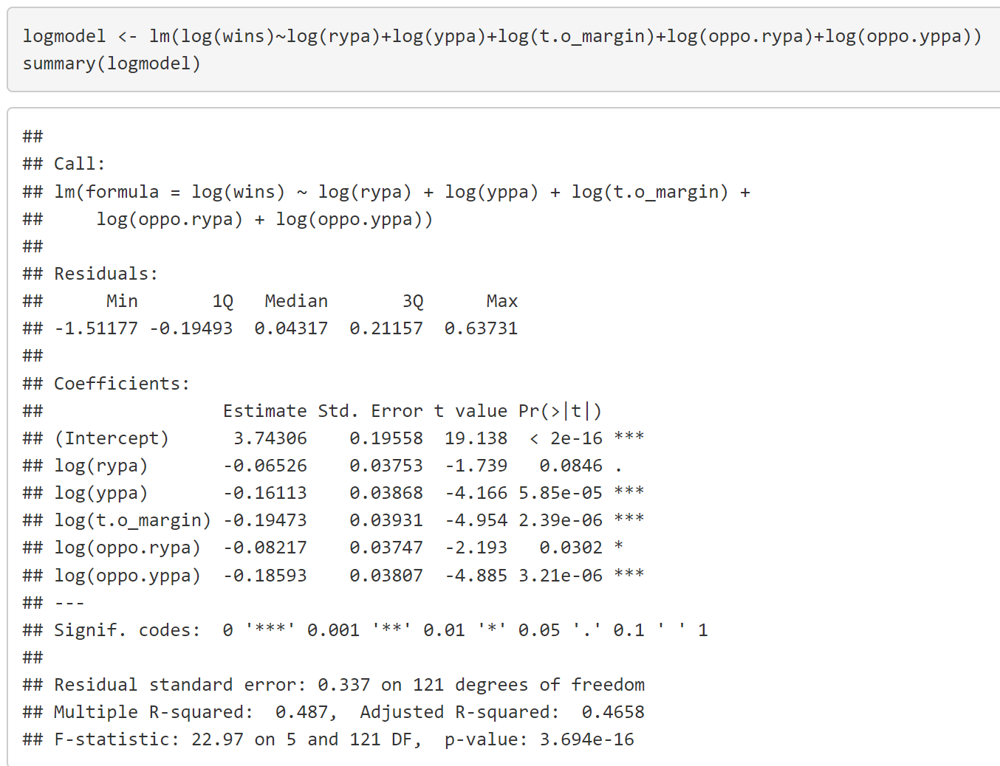 logmodel <- lm(log(wins)~log(rypa)+log(yppa)+log(t.o_margin)+log(oppo.rypa)+log(oppo.yppa))
summary(logmodel)
##
## Call:
## lm(formula = log(wins) ~ log(rypa) + log(yppa) + log(t.o_margin) +
##     log(oppo.rypa) + log(oppo.yppa))
##
## Residuals:
##      Min       1Q   Median       3Q      Max
## -1.51177 -0.19493  0.04317  0.21157  0.63731
##
## Coefficients:
##                 Estimate Std. Error t value Pr(>|t|)
## (Intercept)      3.74306    0.19558  19.138  < 2e-16 ***
## log(rypa)       -0.06526    0.03753  -1.739   0.0846 .
## log(yppa)       -0.16113    0.03868  -4.166 5.85e-05 ***
## log(t.o_margin) -0.19473    0.03931  -4.954 2.39e-06 ***
## log(oppo.rypa)  -0.08217    0.03747  -2.193   0.0302 *
## log(oppo.yppa)  -0.18593    0.03807  -4.885 3.21e-06 ***
## ---
## Signif. codes:  0 '***' 0.001 '**' 0.01 '*' 0.05 '.' 0.1 ' ' 1
##
## Residual standard error: 0.337 on 121 degrees of freedom
## Multiple R-squared:  0.487,  Adjusted R-squared:  0.4658
## F-statistic: 22.97 on 5 and 121 DF,  p-value: 3.694e-16